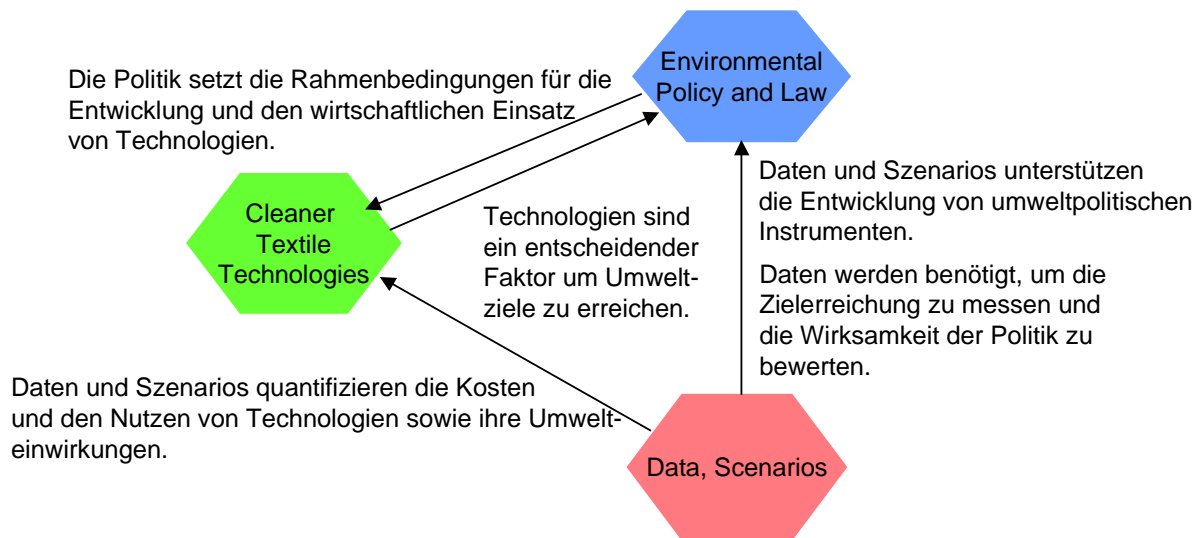 Environmental
Policy and Law
Die Politik setzt die Rahmenbedingungen für die
Entwicklung und den wirtschaftlichen Einsatz
von Technologien.
Cleaner
Textile
Technologies
Technologien sind
ein entscheidender
Faktor um Umwelt-
ziele zu erreichen.
Daten und Szenarios unterstützen
die Entwicklung von umweltpolitischen
Instrumenten.
Daten werden benötigt, um die
Zielerreichung zu messen und
die Wirksamkeit der Politik zu
bewerten.
Daten und Szenarios quantifizieren die Kosten
und den Nutzen von Technologien sowie ihre Umwelt-
einwirkungen.
Data, Scenarios